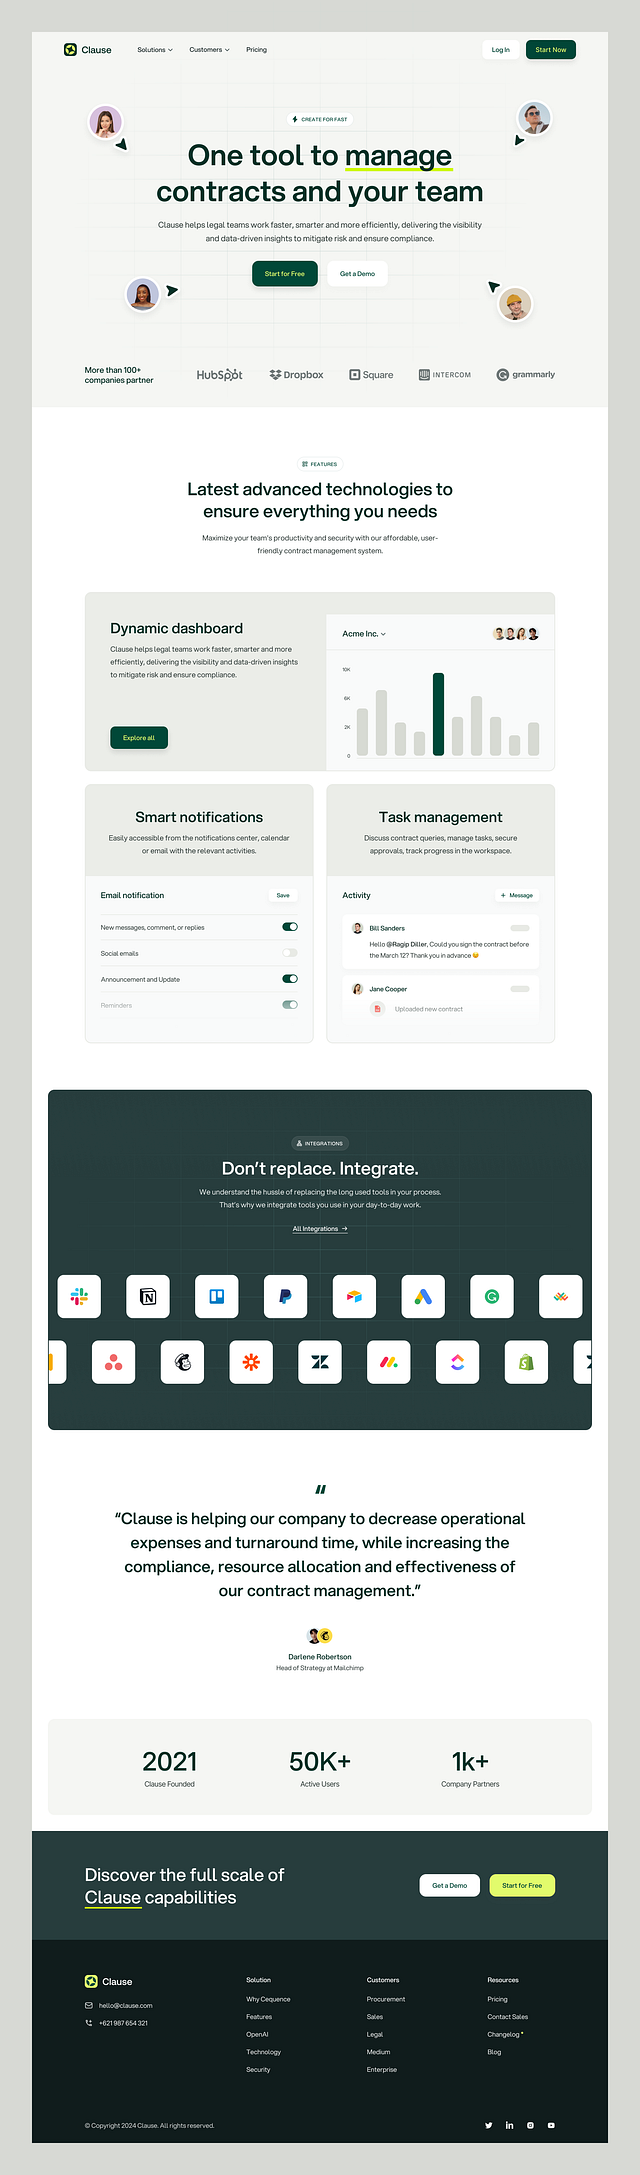 Clause
Solutions
Customers
Pricing
Log In
Start Now
CREATE FOR FAST
One tool to manage
contracts and your team
Clause helps legal teams work faster, smarter and more efficiently, delivering the visibility
and data-driven insights to mitigate risk and ensure compliance.
Start for Free
Get a Demo
More than 100+
companies partner
HubSpot
Dropbox
Square
INTERCOM
grammarly
FEATURES
Latest advanced technologies to
ensure everything you needs
Maximize your team's productivity and security with our affordable, user-
friendly contract management system.
Dynamic dashboard
Clause helps legal teams work faster, smarter and more
efficiently, delivering the visibility and data-driven insights
to mitigate risk and ensure compliance.
Explore all
Acme Inc.
10K
6K
2K
0
Smart notifications
Easily accessible from the notifications center, calendar
or email with the relevant activities.
Email notification
Save
New messages, comment, or replies
Social emails
Announcement and Update
Reminders
Task management
Discuss contract queries, manage tasks, secure
approvals, track progress in the workspace.
Activity
+ Message
Bill Sanders
Hello @Ragip Diller, Could you sign the contract before
the March 12? Thank you in advance 😊
Jane Cooper
Uploaded new contract
INTEGRATIONS
Don't replace. Integrate.
We understand the hussle of replacing the long used tools in your process.
That's why we integrate tools you use in your day-to-day work.
All Integrations →
"Clause is helping our company to decrease operational
expenses and turnaround time, while increasing the
compliance, resource allocation and effectiveness of
our contract management."
Darlene Robertson
Head of Strategy at Mailchimp
2021
Clause Founded
50K+
Active Users
1k+
Company Partners
Discover the full scale of
Clause capabilities
Get a Demo
Start for Free
Clause
hello@clause.com
+621 987 654 321
Solution
Why Cequence
Features
OpenAI
Technology
Security
Customers
Procurement
Sales
Legal
Medium
Enterprise
Resources
Pricing
Contact Sales
Changelog
Blog
© Copyright 2024 Clause. All rights reserved.